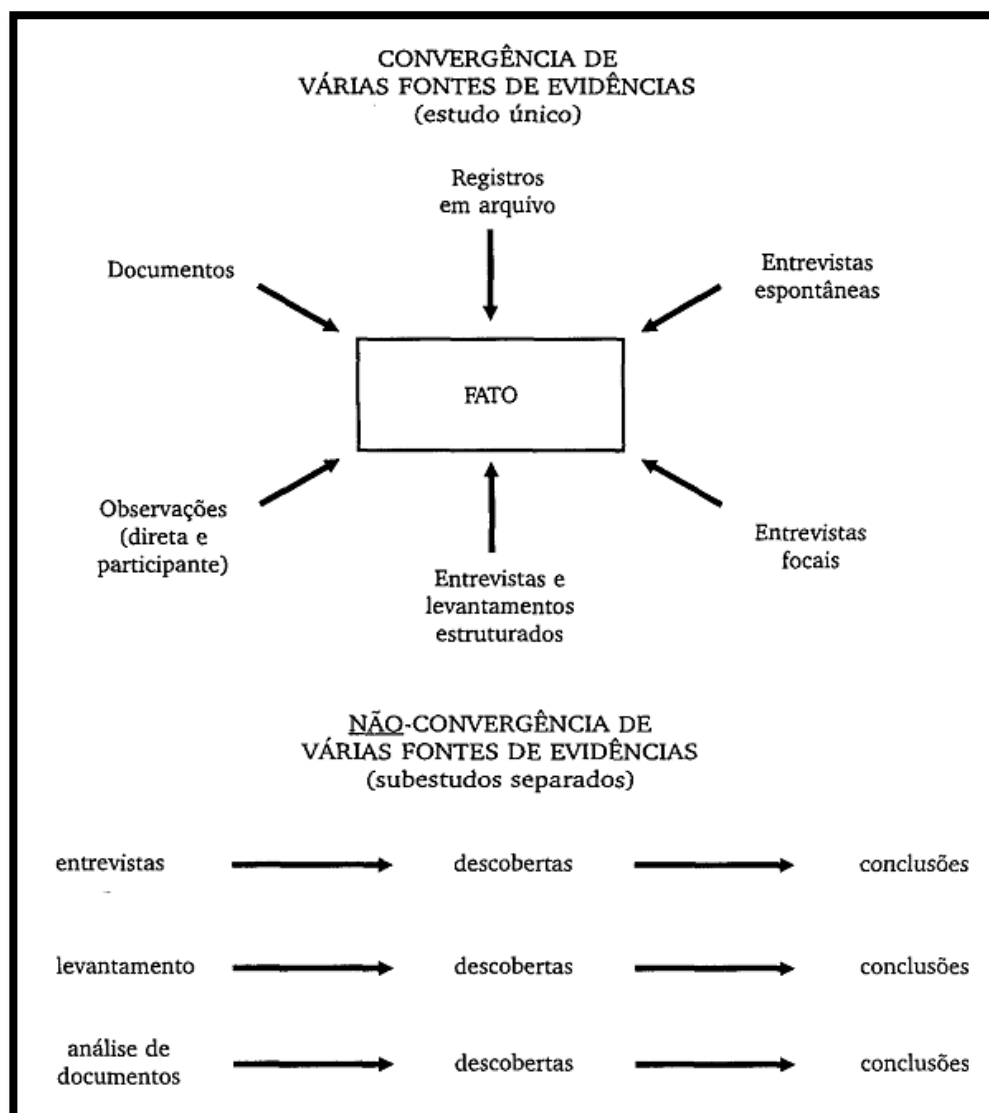 CONVERGÊNCIA DE
VÁRIAS FONTES DE EVIDÊNCIAS
(estudo único)
Registros
em arquivo
Documentos
Entrevistas
espontâneas
FATO
Observações
(direta e
participante)
Entrevistas e
levantamentos
estruturados
Entrevistas
focais
NÃO-CONVERGÊNCIA DE
VÁRIAS FONTES DE EVIDÊNCIAS
(subestudos separados)
entrevistas descobertas conclusões
levantamento descobertas conclusões
análise de
documentos descobertas conclusões